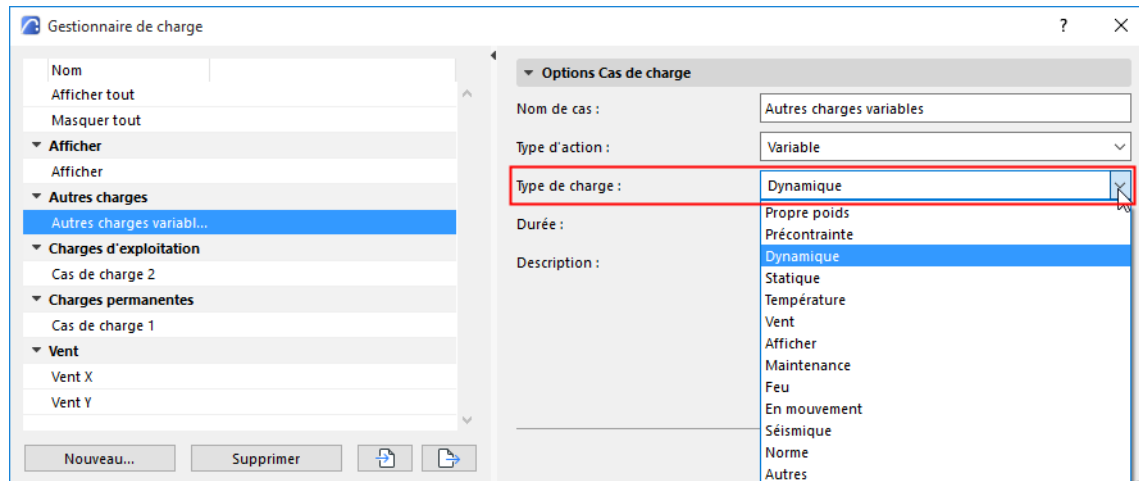 Gestionnaire de charge
?
Nom
Afficher tout
Masquer tout
Afficher
Afficher
Autres charges
Autres charges variabl...
Charges d'exploitation
Cas de charge 2
Charges permanentes
Cas de charge 1
Vent
Vent X
Vent Y
Nouveau...
Supprimer
Options Cas de charge
Nom de cas :
Autres charges variables
Type d'action :
Variable
Type de charge :
Dynamique
Durée :
Description :
Propre poids
Précontrainte
Dynamique
Statique
Température
Vent
Afficher
Maintenance
Feu
En mouvement
Séismique
Norme
Autres